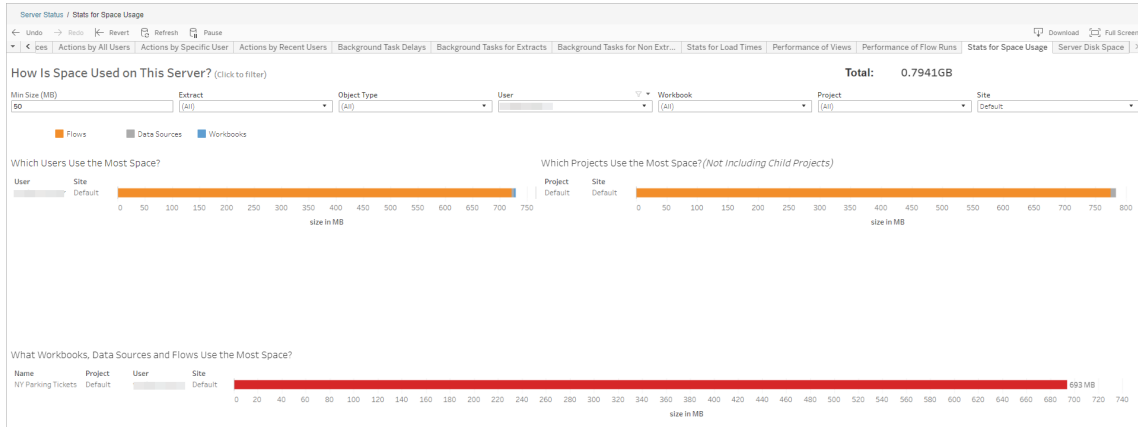 Server Status / Stats for Space Usage
← Undo → Redo ← Revert Refresh Pause Download Full Screen
ces Actions by All Users Actions by Specific User Actions by Recent Users Background Task Delays Background Tasks for Extracts Background Tasks for Non Extr... Stats for Load Times Performance of Views Performance of Flow Runs Stats for Space Usage Server Disk Space
How Is Space Used on This Server? (Click to filter) Total: 0.7941GB
Min Size (MB) Extract Object Type User Workbook Project Site
50 (All) (All) (All) (All) Default
Flows Data Sources Workbooks
Which Users Use the Most Space? Which Projects Use the Most Space? (Not Including Child Projects)
User Site Project Site
Default Default Default
0 50 100 150 200 250 300 350 400 450 500 550 600 650 700 750 0 50 100 150 200 250 300 350 400 450 500 550 600 650 700 750 800
size in MB size in MB
What Workbooks, Data Sources and Flows Use the Most Space?
Name Project User Site
NY Parking Tickets Default Default 693 MB
0 20 40 60 80 100 120 140 160 180 200 220 240 260 280 300 320 340 360 380 400 420 440 460 480 500 520 540 560 580 600 620 640 660 680 700 720 740
size in MB